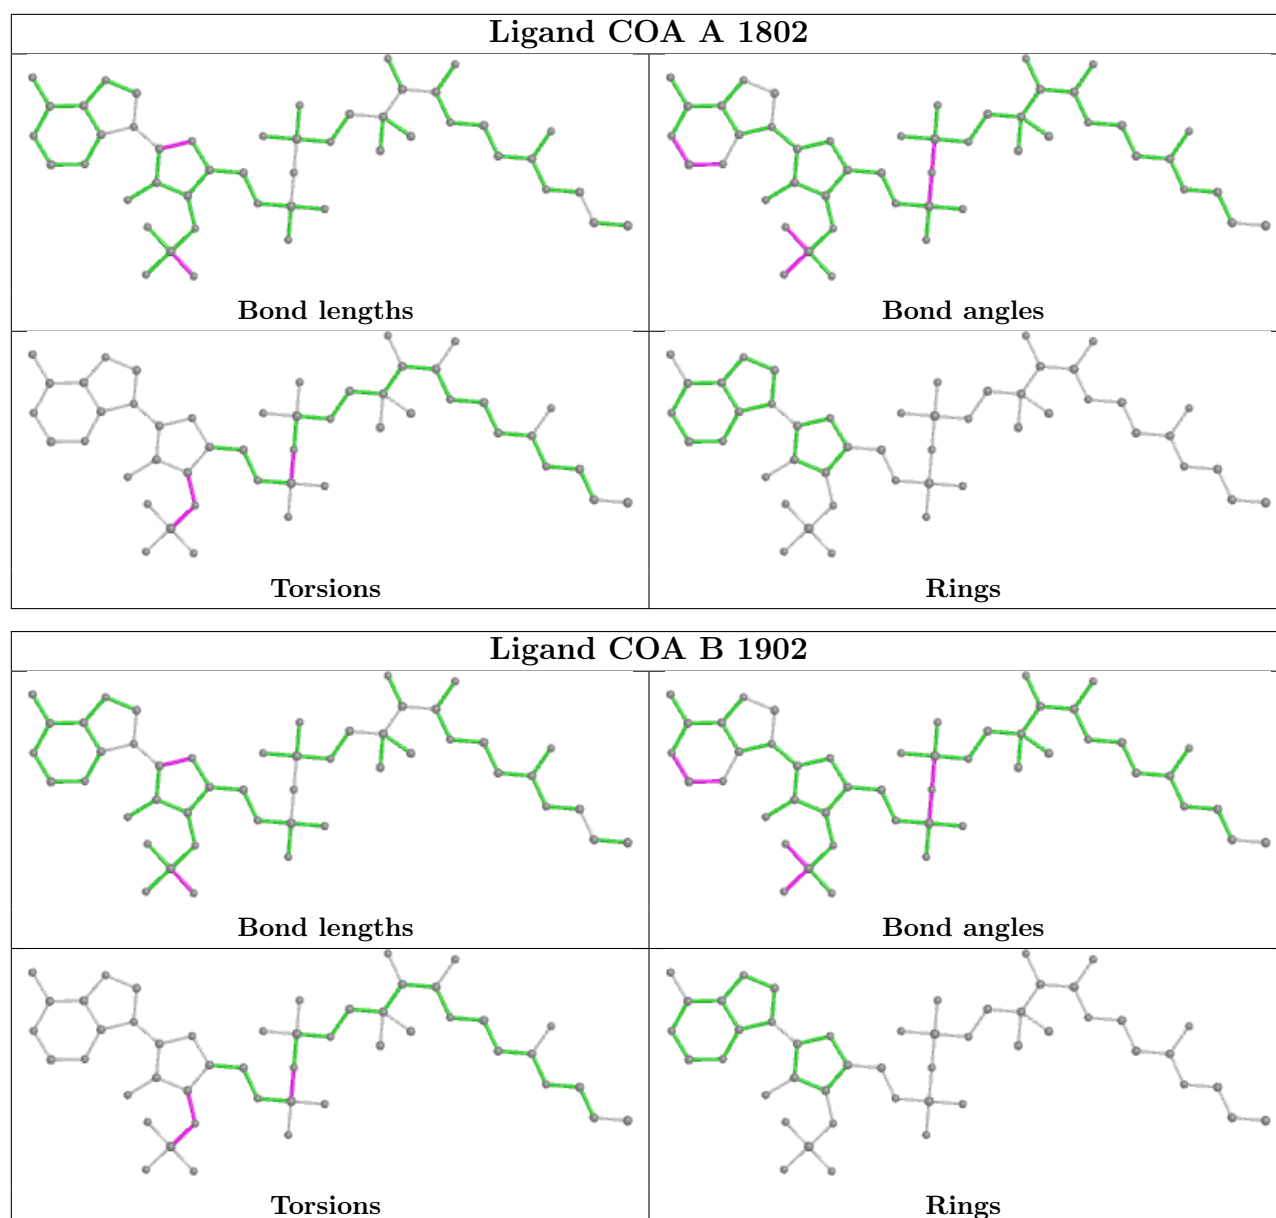 Ligand COA A 1802
Bond lengths
Bond angles
Torsions
Rings
Ligand COA B 1902
Bond lengths
Bond angles
Torsions
Rings